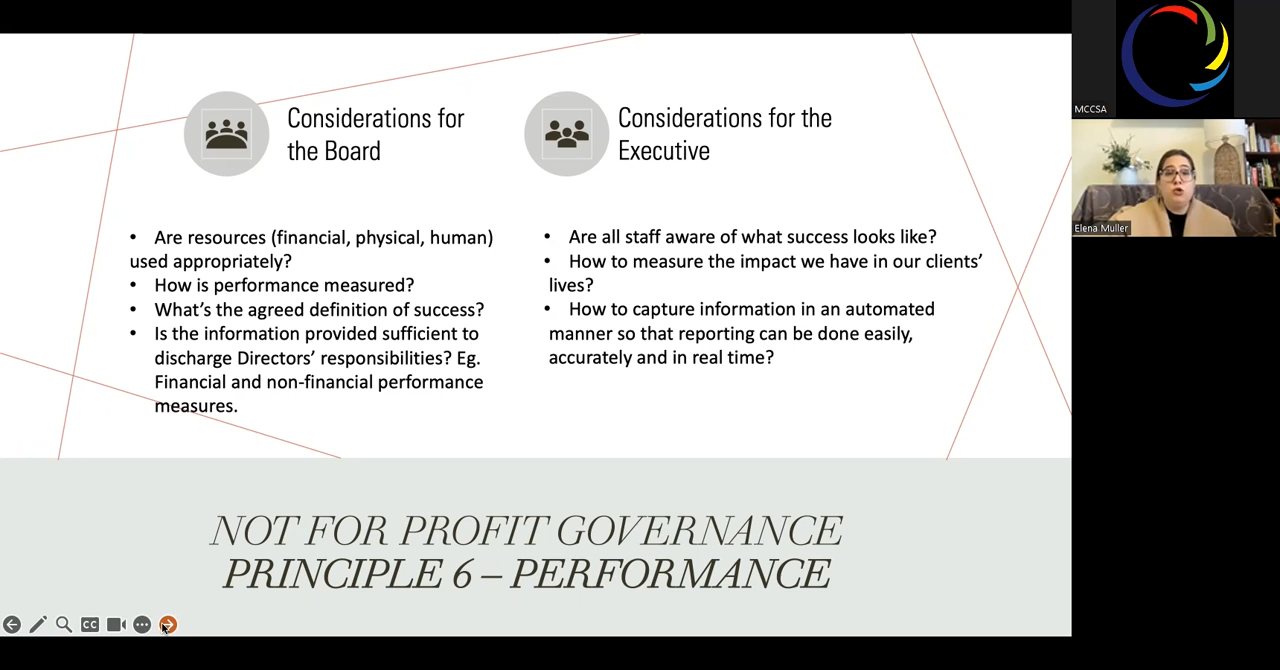 Considerations for
the Board
• Are resources (financial, physical, human)
used appropriately?
• How is performance measured?
• What’s the agreed definition of success?
• Is the information provided sufficient to
discharge Directors’ responsibilities? Eg.
Financial and non-financial performance
measures.
Considerations for the
Executive
• Are all staff aware of what success looks like?
• How to measure the impact we have in our clients’
lives?
• How to capture information in an automated
manner so that reporting can be done easily,
accurately and in real time?
NOT FOR PROFIT GOVERNANCE
PRINCIPLE 6 – PERFORMANCE
CC
MCCSA
Elena Muller